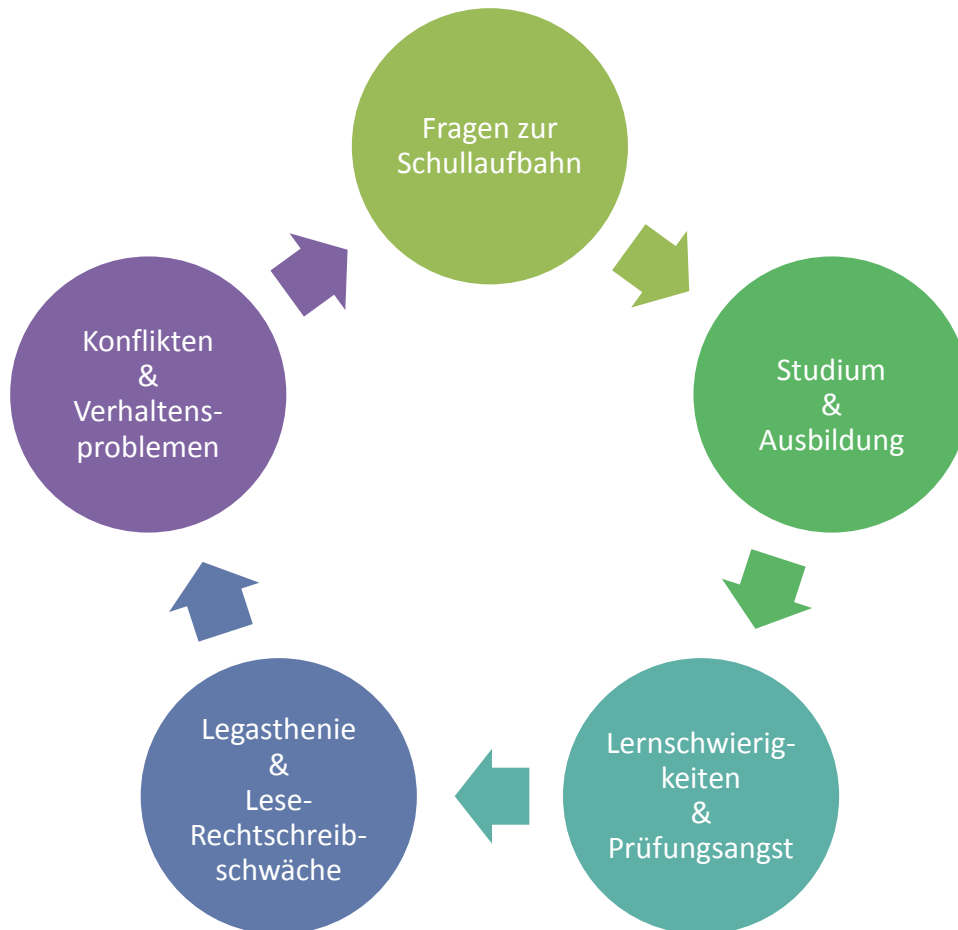 Fragen zur
Schullaufbahn
Studium
&
Ausbildung
Lernschwierig-
keiten
&
Prüfungsangst
Legasthenie
&
Lese-
Rechtschreib-
schwäche
Konflikten
&
Verhaltens-
problemen